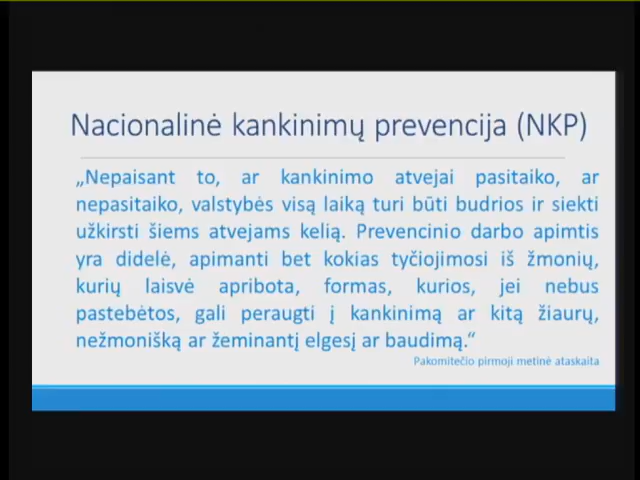 Nacionalinė kankinimų prevencija (NKP)
„Nepaisant to, ar kankinimo atvejai pasitaiko, ar
nepasitaiko, valstybės visą laiką turi būti budrios ir siekti
užkirsti šiems atvejams kelią. Prevencinio darbo apimtis
yra didelė, apimanti bet kokias tyčiojimosi iš žmonių,
kurių laisvė apribota, formas, kurios, jei nebus
pastebėtos, gali peraugti į kankinimą ar kitą žiaurų,
nežmonišką ar žeminantį elgesį ar baudimą.“
Pakomitečio pirmoji metinė ataskaita